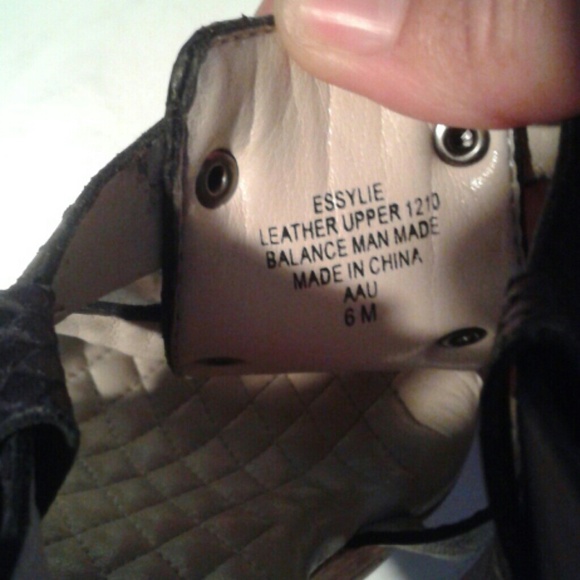 ESSYLIE
LEATHER UPPER 1210
BALANCE MAN MADE
MADE IN CHINA
AAU
6 M